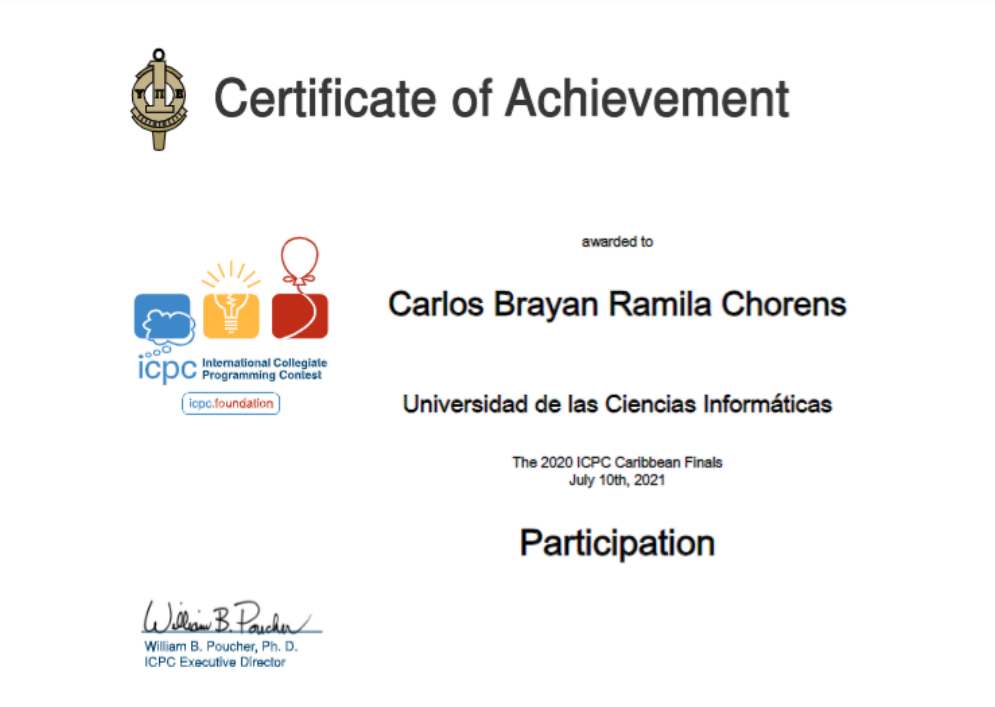 Certificate of Achievement
ΥΠΕ
awarded to
Carlos Brayan Ramila Chorens
icpc International Collegiate
Programming Contest
icpc.foundation
Universidad de las Ciencias Informáticas
The 2020 ICPC Caribbean Finals
July 10th, 2021
Participation
William B. Poucher
William B. Poucher, Ph. D.
ICPC Executive Director